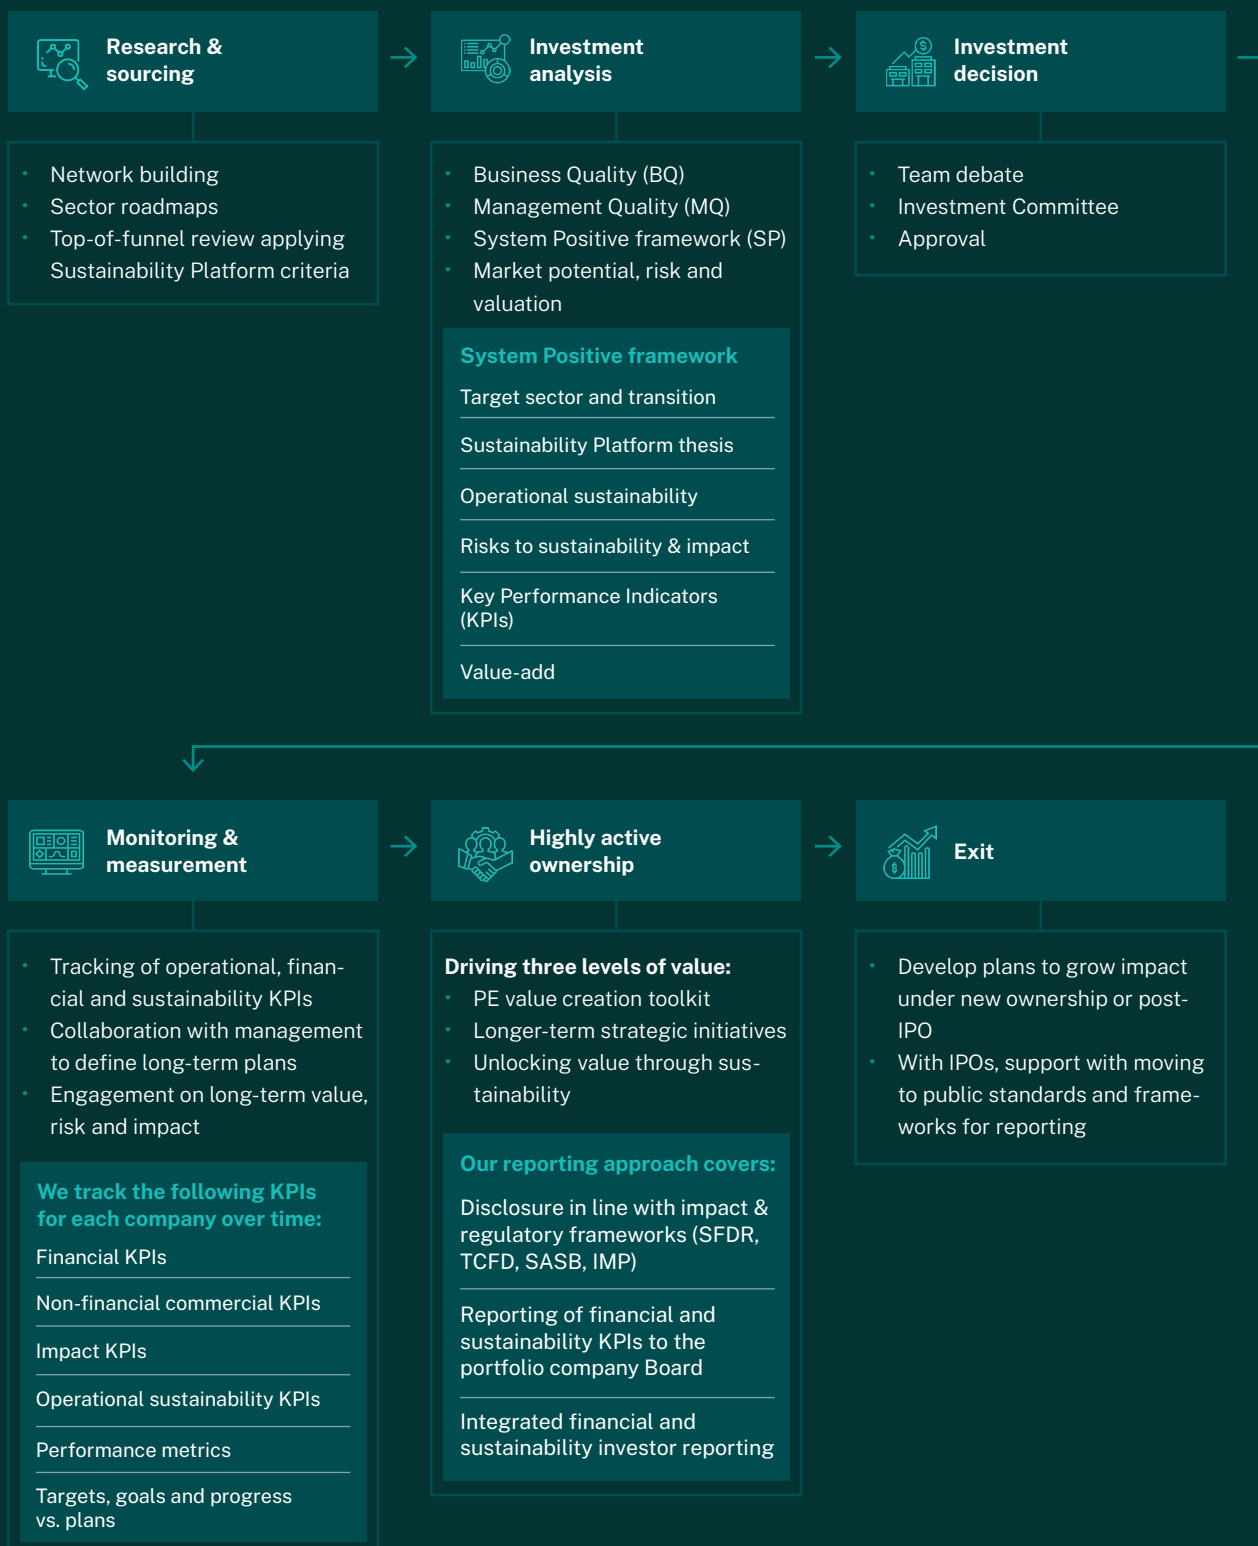 Research &
sourcing
• Network building
• Sector roadmaps
• Top-of-funnel review applying
Sustainability Platform criteria
Investment
analysis
• Business Quality (BQ)
• Management Quality (MQ)
• System Positive framework (SP)
• Market potential, risk and
valuation
System Positive framework
Target sector and transition
Sustainability Platform thesis
Operational sustainability
Risks to sustainability & impact
Key Performance Indicators
(KPIs)
Value-add
Investment
decision
• Team debate
• Investment Committee
• Approval
Monitoring &
measurement
• Tracking of operational, finan-
cial and sustainability KPIs
• Collaboration with management
to define long-term plans
• Engagement on long-term value,
risk and impact
We track the following KPIs
for each company over time:
Financial KPIs
Non-financial commercial KPIs
Impact KPIs
Operational sustainability KPIs
Performance metrics
Targets, goals and progress
vs. plans
Highly active
ownership
Driving three levels of value:
• PE value creation toolkit
• Longer-term strategic initiatives
• Unlocking value through sus-
tainability
Our reporting approach covers:
Disclosure in line with impact &
regulatory frameworks (SFDR,
TCFD, SASB, IMP)
Reporting of financial and
sustainability KPIs to the
portfolio company Board
Integrated financial and
sustainability investor reporting
Exit
• Develop plans to grow impact
under new ownership or post-
IPO
• With IPOs, support with moving
to public standards and frame-
works for reporting